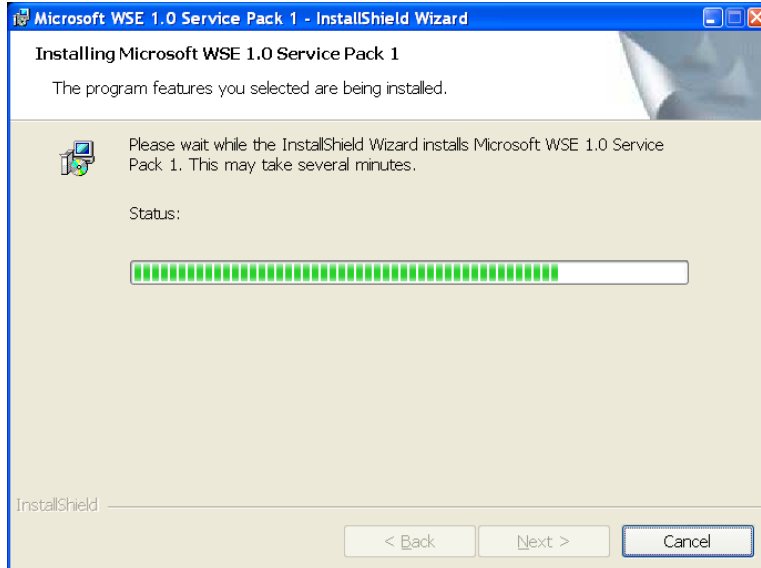 Microsoft WSE 1.0 Service Pack 1 - InstallShield Wizard
Installing Microsoft WSE 1.0 Service Pack 1
The program features you selected are being installed.
Please wait while the InstallShield Wizard installs Microsoft WSE 1.0 Service
Pack 1. This may take several minutes.
Status:
InstallShield
< Back Next > Cancel